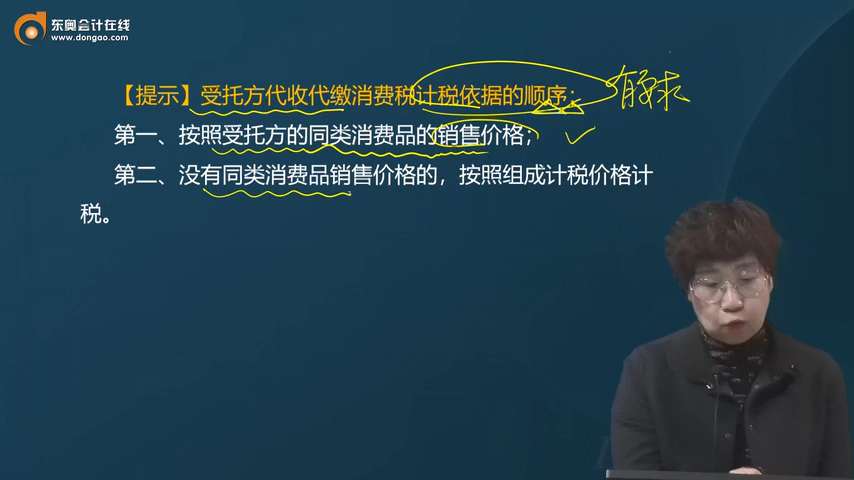 东奥会计在线
www.dongao.com
【提示】受托方代收代缴消费税计税依据的顺序：
有要求
第一、按照受托方的同类消费品的销售价格；
第二、没有同类消费品销售价格的，按照组成计税价格计
税。